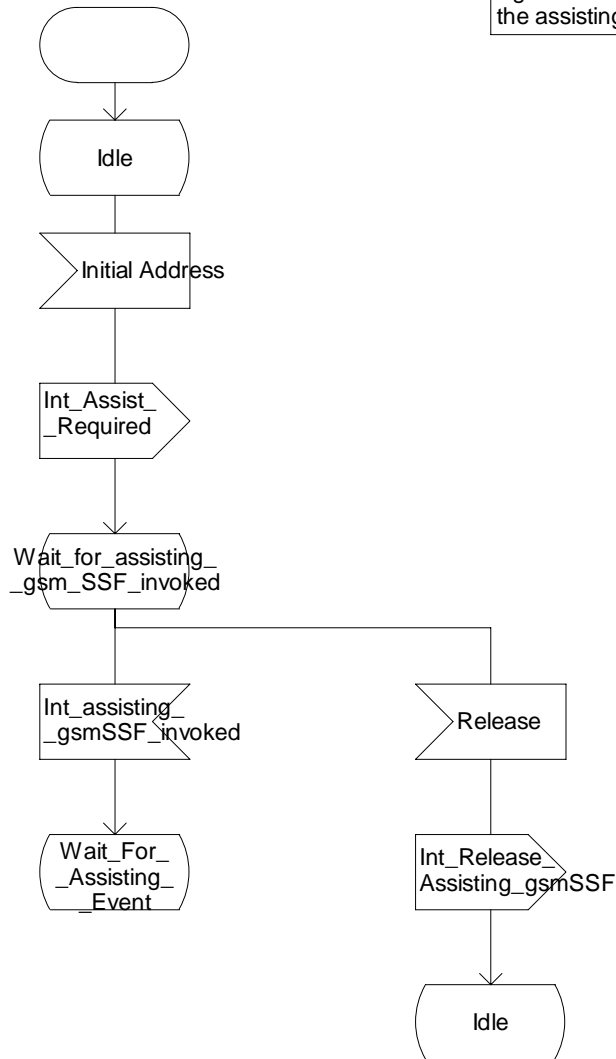 the assisting
Idle
Initial Address
Int_Assist_
_Required
Wait_for_assisting_
_gsm_SSF_invoked
Int_assisting_
_gsmSSF_invoked
Release
Wait_For_
_Assisting_
_Event
Int_Release_
Assisting_gsmSSF
Idle